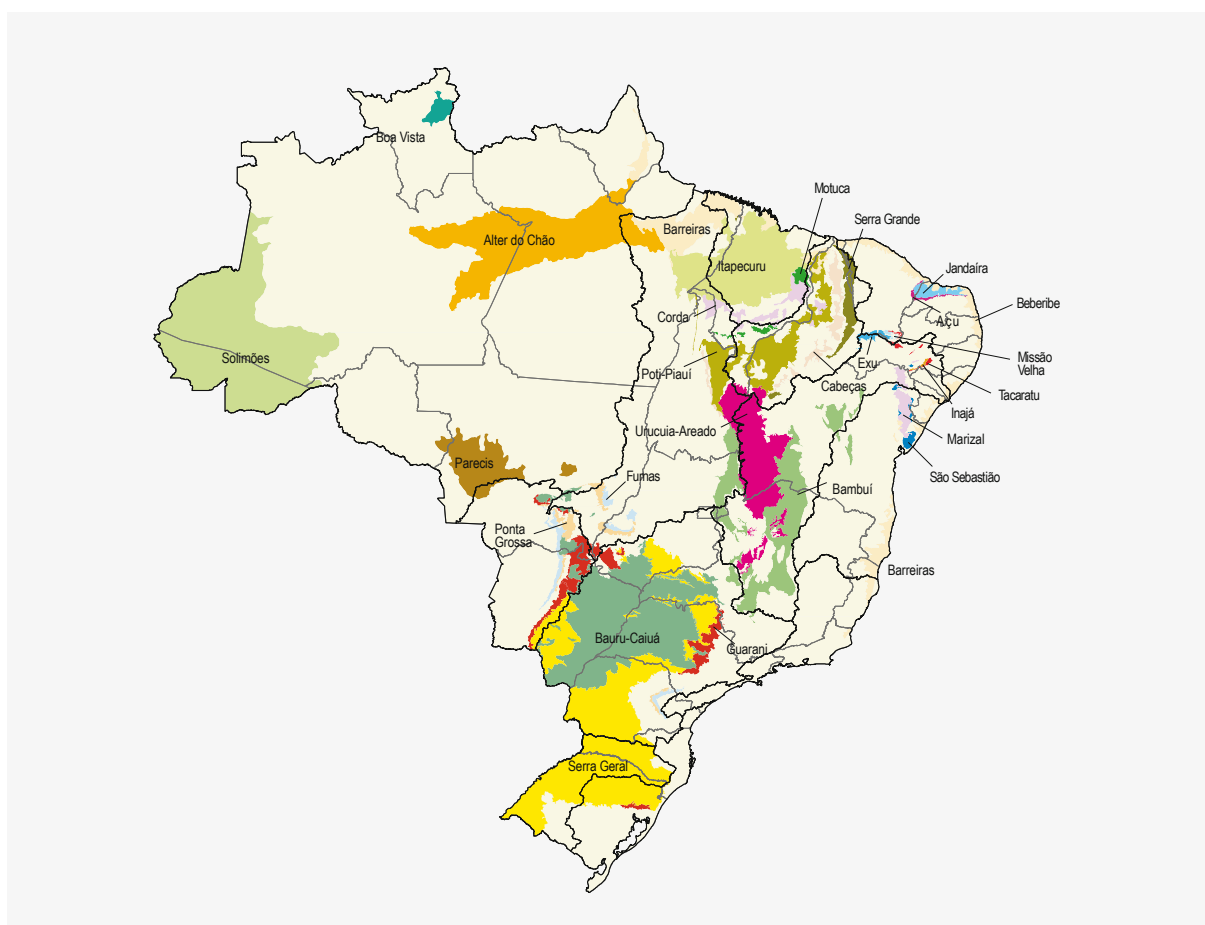 Boa Vista
Motuca
Serra Grande
Barreiras
Alter do Chão
Itapecuru
Jandaíra
Beberibe
Corda
Açu
Solimões
Missão
Velha
Exu
Poti-Piauí
Cabeças
Tacaratu
Inajá
Urucuia-Areado
Marizal
Parecis
Furnas
São Sebastião
Bambuí
Ponta
Grossa
Barreiras
Bauru-Caiuá
Guarani
Serra Geral